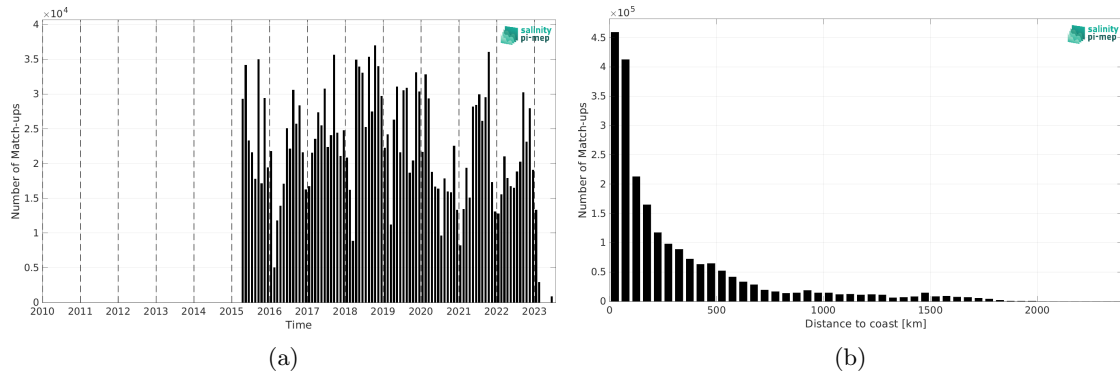 ×10⁴
4
3.5
3
2.5
2
1.5
1
0.5
0
Number of Match-ups
2010 2011 2012 2013 2014 2015 2016 2017 2018 2019 2020 2021 2022 2023
Time
salinity
pi-mep
(a)
×10⁵
4.5
4
3.5
3
2.5
2
1.5
1
0.5
0
Number of Match-ups
0 500 1000 1500 2000
Distance to coast [km]
salinity
pi-mep
(b)